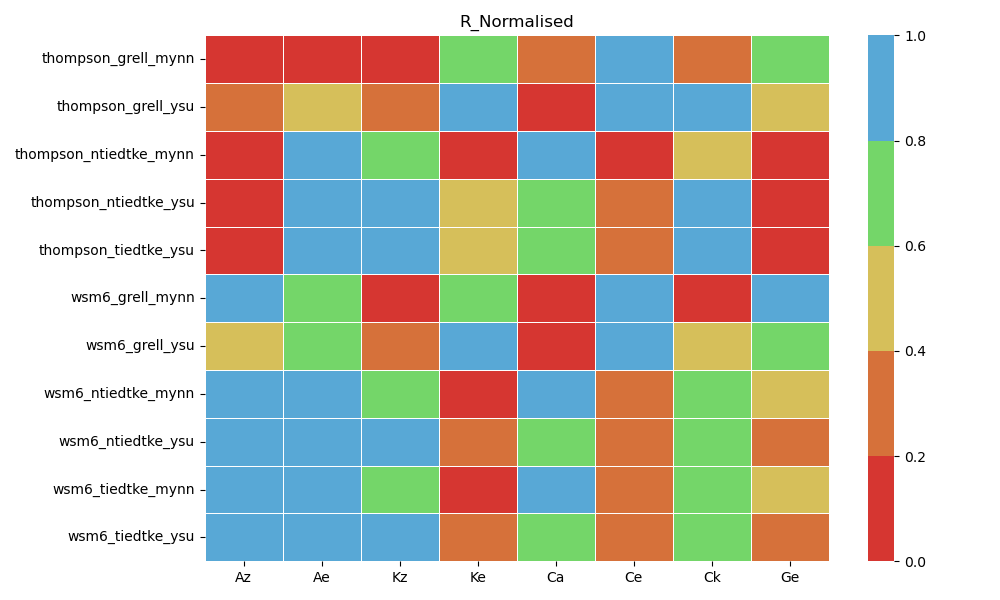 R_Normalised
thompson_grell_mynn
thompson_grell_ysu
thompson_ntiedtke_mynn
thompson_ntiedtke_ysu
thompson_tiedtke_ysu
wsm6_grell_mynn
wsm6_grell_ysu
wsm6_ntiedtke_mynn
wsm6_ntiedtke_ysu
wsm6_tiedtke_mynn
wsm6_tiedtke_ysu
Az Ae Kz Ke Ca Ce Ck Ge
1.0
0.8
0.6
0.4
0.2
0.0